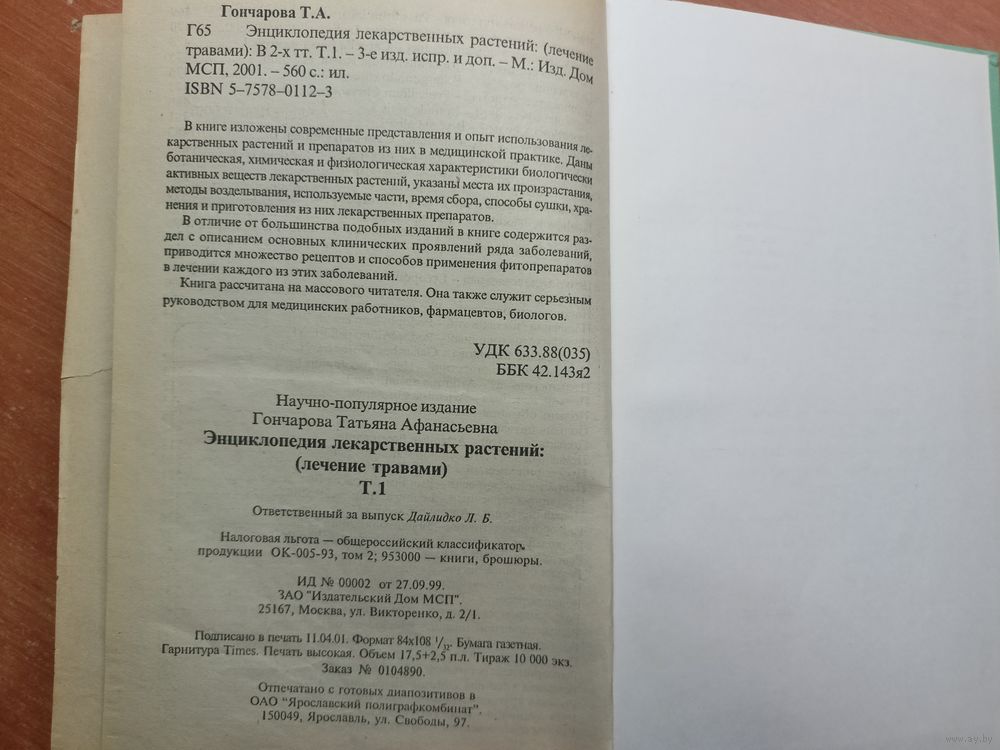 Гончарова Т.А.
Г65 Энциклопедия лекарственных растений: (лечение
травами): В 2-х тт. Т.1. – 3-е изд. испр. и доп. – М.: Изд. Дом
МСП, 2001. – 560 с.: ил.
ISBN 5–7578–0112–3
В книге изложены современные представления и опыт использования ле-
карственных растений и препаратов из них в медицинской практике. Даны
ботаническая, химическая и физиологическая характеристики биологически
активных веществ лекарственных растений, указаны места их произрастания,
методы возделывания, используемые части, время сбора, способы сушки, хра-
нения и приготовления из них лекарственных препаратов.
В отличие от большинства подобных изданий в книге содержится раз-
дел с описанием основных клинических проявлений ряда заболеваний,
приводится множество рецептов и способов применения фитопрепаратов
в лечении каждого из этих заболеваний.
Книга рассчитана на массового читателя. Она также служит серьезным
руководством для медицинских работников, фармацевтов, биологов.
УДК 633.88(035)
ББК 42.143я2
Научно-популярное издание
Гончарова Татьяна Афанасьевна
Энциклопедия лекарственных растений:
(лечение травами)
Т.1
Ответственный за выпуск Дайлидко Л. Б.
Налоговая льгота — общероссийский классификатор
продукции ОК-005-93, том 2; 953000 — книги, брошюры.
ИД № 00002 от 27.09.99.
ЗАО "Издательский Дом МСП".
25167, Москва, ул. Викторенко, д. 2/1.
Подписано в печать 11.04.01. Формат 84х108 1/32. Бумага газетная.
Гарнитура Times. Печать высокая. Объем 17,5+2,5 п.л. Тираж 10 000 экз.
Заказ № 0104890.
Отпечатано с готовых диапозитивов в
ОАО "Ярославский полиграфкомбинат".
150049, Ярославль, ул. Свободы, 97.
www.ay.by